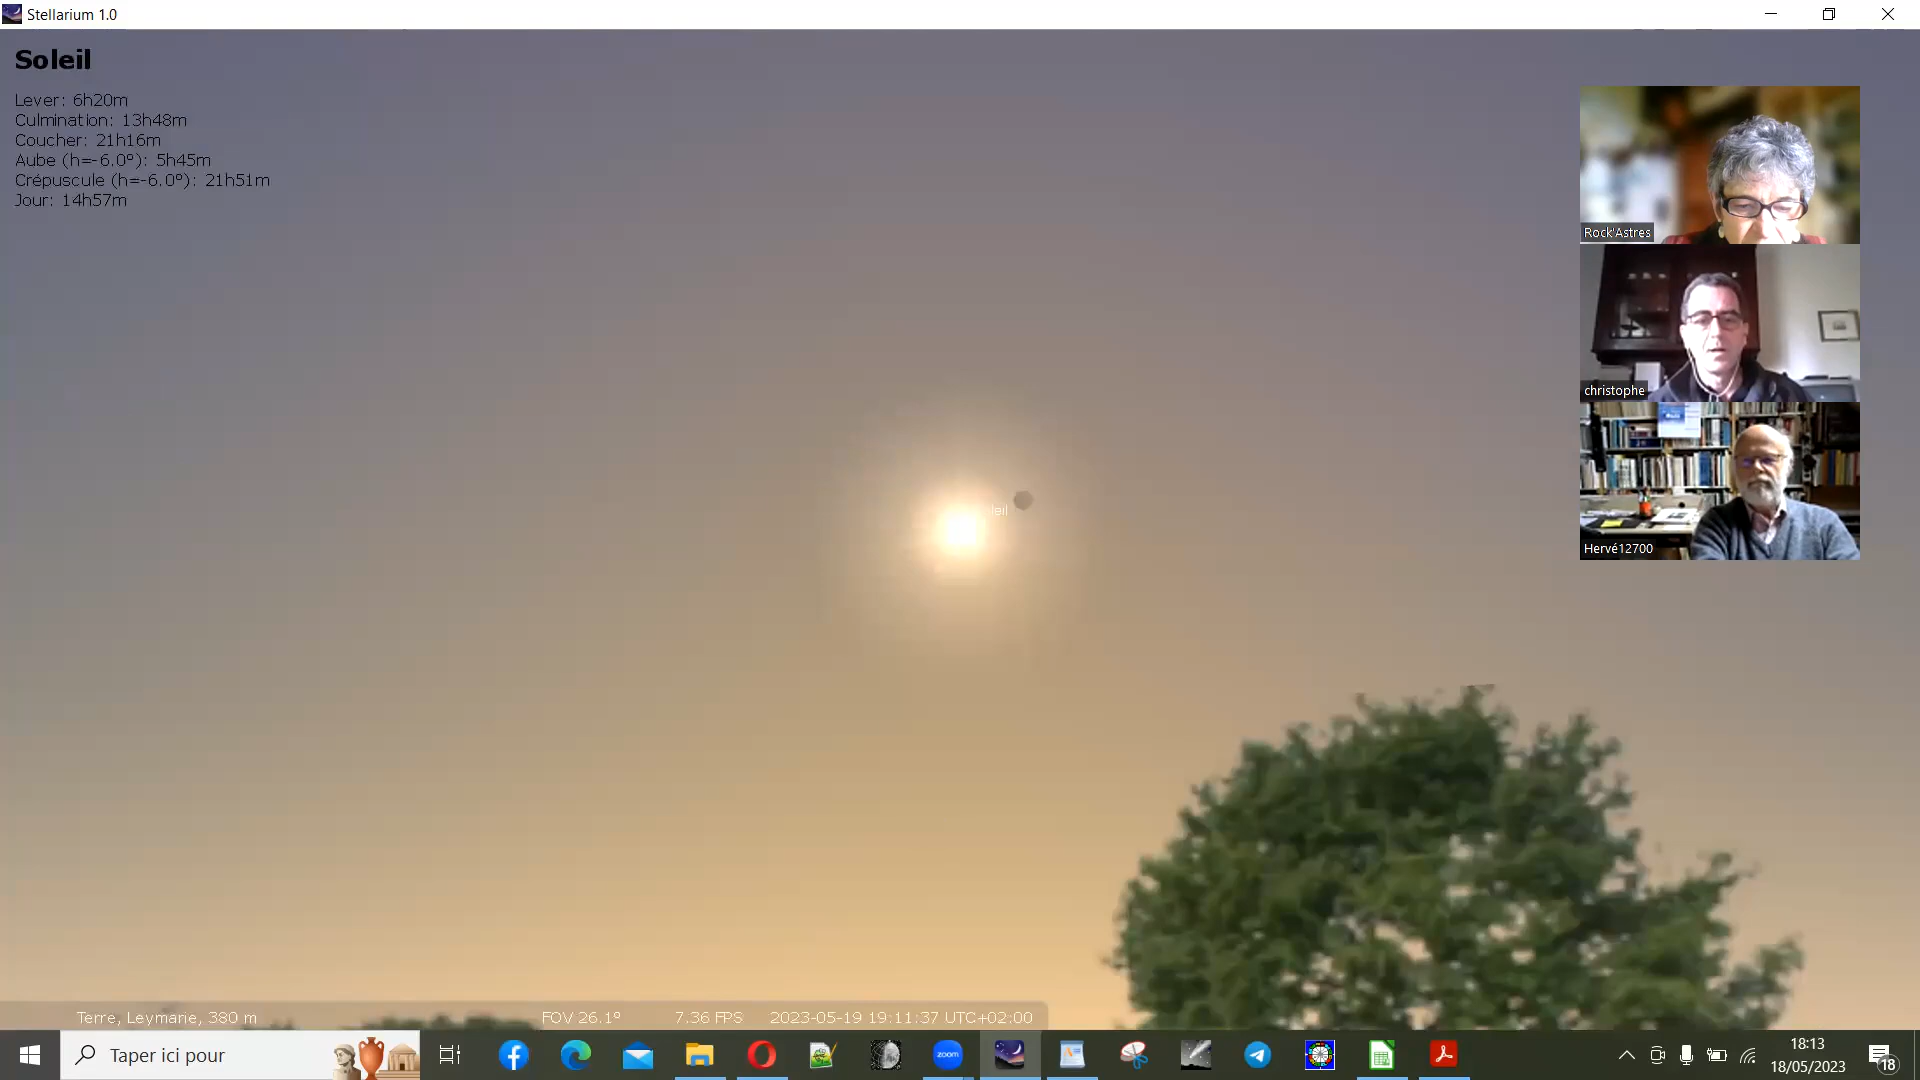 Stellarium 1.0
Soleil
Lever: 6h20m
Culmination: 13h48m
Coucher: 21h16m
Aube (h=-6.0°): 5h45m
Crépuscule (h=-6.0°): 21h51m
Jour: 14h57m
Rock'Astres
christophe
Hervé12700
leil
Terre, Leymarie, 380 m
FOV 26.1°
7.36 FPS
2023-05-19 19:11:37 UTC+02:00
Taper ici pour
zoom
18:13
18/05/2023
18